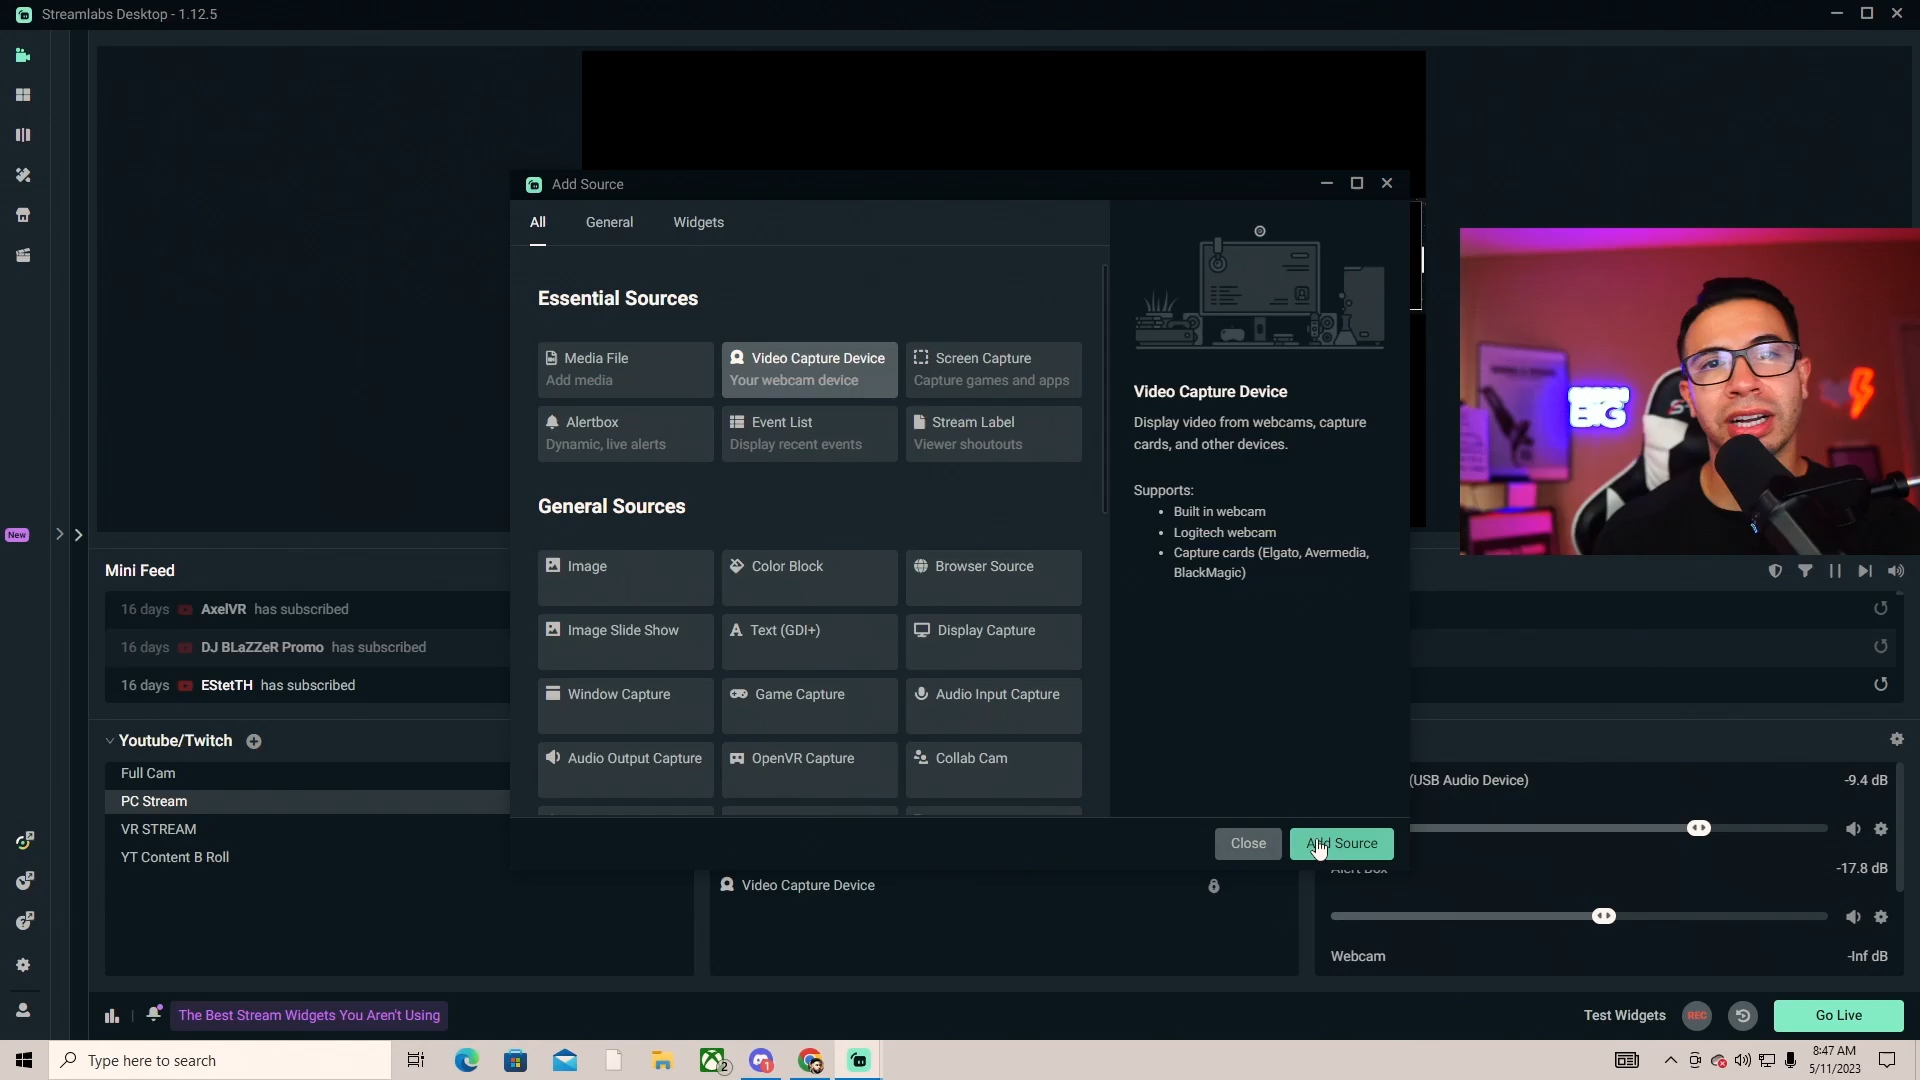 Streamlabs Desktop - 1.12.5
Add Source
All
General
Widgets
Essential Sources
Media File
Add media
Video Capture Device
Your webcam device
Screen Capture
Capture games and apps
Alertbox
Dynamic, live alerts
Event List
Display recent events
Stream Label
Viewer shoutouts
General Sources
Image
Color Block
Browser Source
Image Slide Show
Text (GDI+)
Display Capture
Window Capture
Game Capture
Audio Input Capture
Audio Output Capture
OpenVR Capture
Collab Cam
Video Capture Device
Display video from webcams, capture
cards, and other devices.
Supports:
Built in webcam
Logitech webcam
Capture cards (Elgato, Avermedia,
BlackMagic)
Close
Add Source
BIG
New
Mini Feed
16 days AxelVR has subscribed
16 days DJ BLaZZeR Promo has subscribed
16 days EStetTH has subscribed
Youtube/Twitch
Full Cam
PC Stream
VR STREAM
YT Content B Roll
Video Capture Device
(USB Audio Device)
-9.4 dB
Alert Box
-17.8 dB
Webcam
-Inf dB
The Best Stream Widgets You Aren't Using
Test Widgets
REC
Go Live
Type here to search
2
1
8:47 AM
5/11/2023